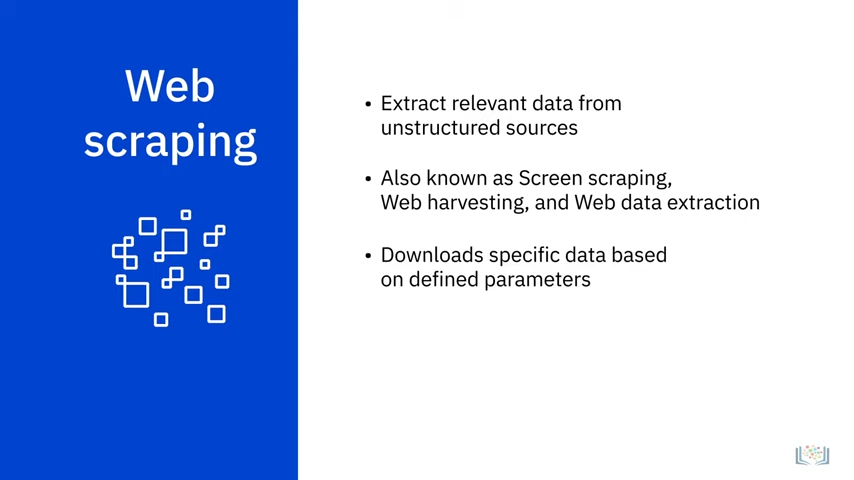 Web
scraping
• Extract relevant data from
unstructured sources
• Also known as Screen scraping,
Web harvesting, and Web data extraction
• Downloads specific data based
on defined parameters